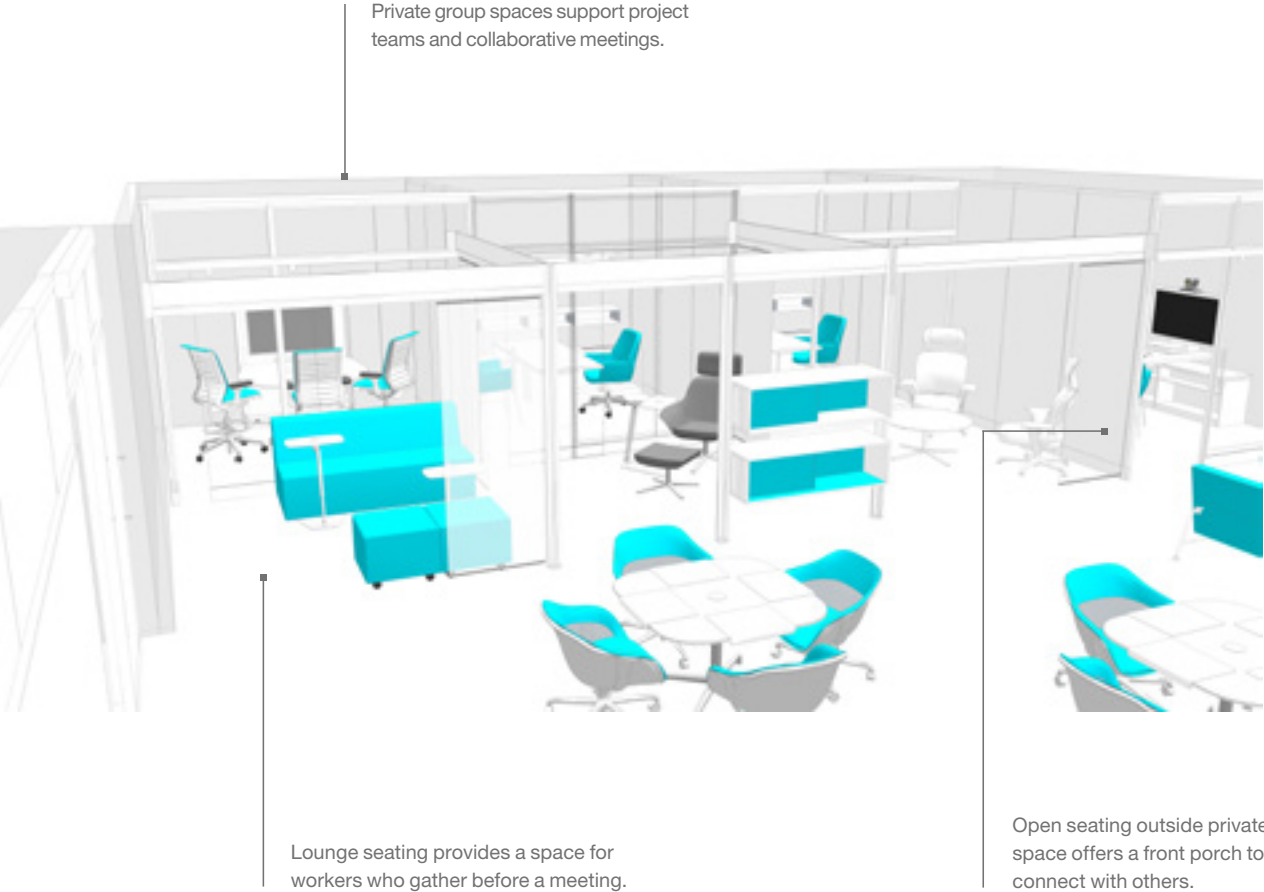 Private group spaces support project
teams and collaborative meetings.
Lounge seating provides a space for
workers who gather before a meeting.
Open seating outside private
space offers a front porch to
connect with others.